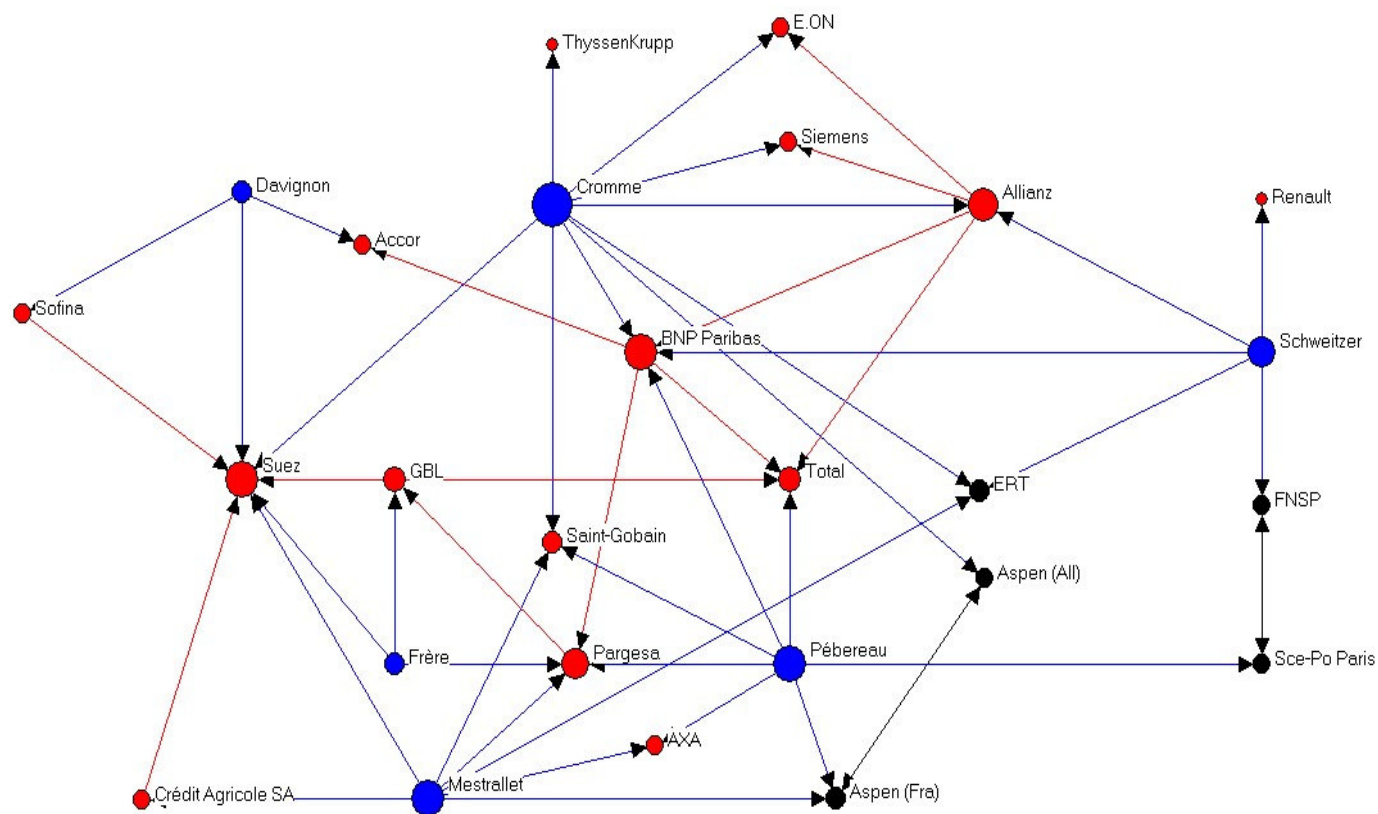 E.ON
ThyssenKrupp
Siemens
Davignon
Cromme
Allianz
Renault
Accor
Sofina
BNP Paribas
Schweitzer
Suez
GBL
Total
ERT
FNSP
Saint-Gobain
Aspen (All)
Frère
Pargesa
Pébereau
Sce-Po Paris
AXA
Mestrallet
Crédit Agricole SA
Aspen (Fra)